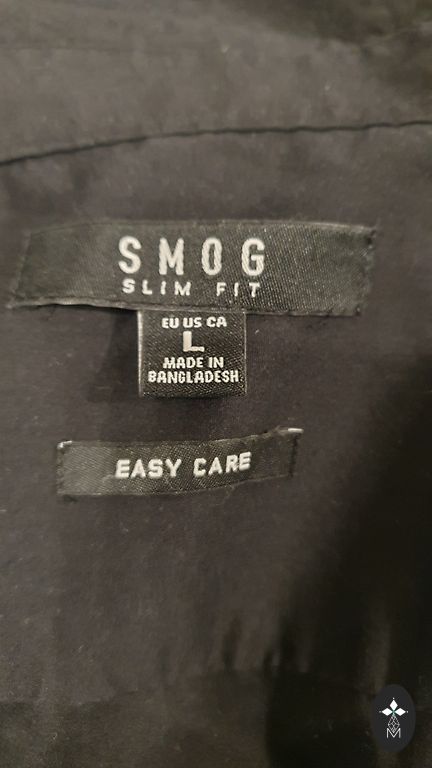 SMOG
SLIM FIT
EU US CA
L
MADE IN
BANGLADESH
EASY CARE
M